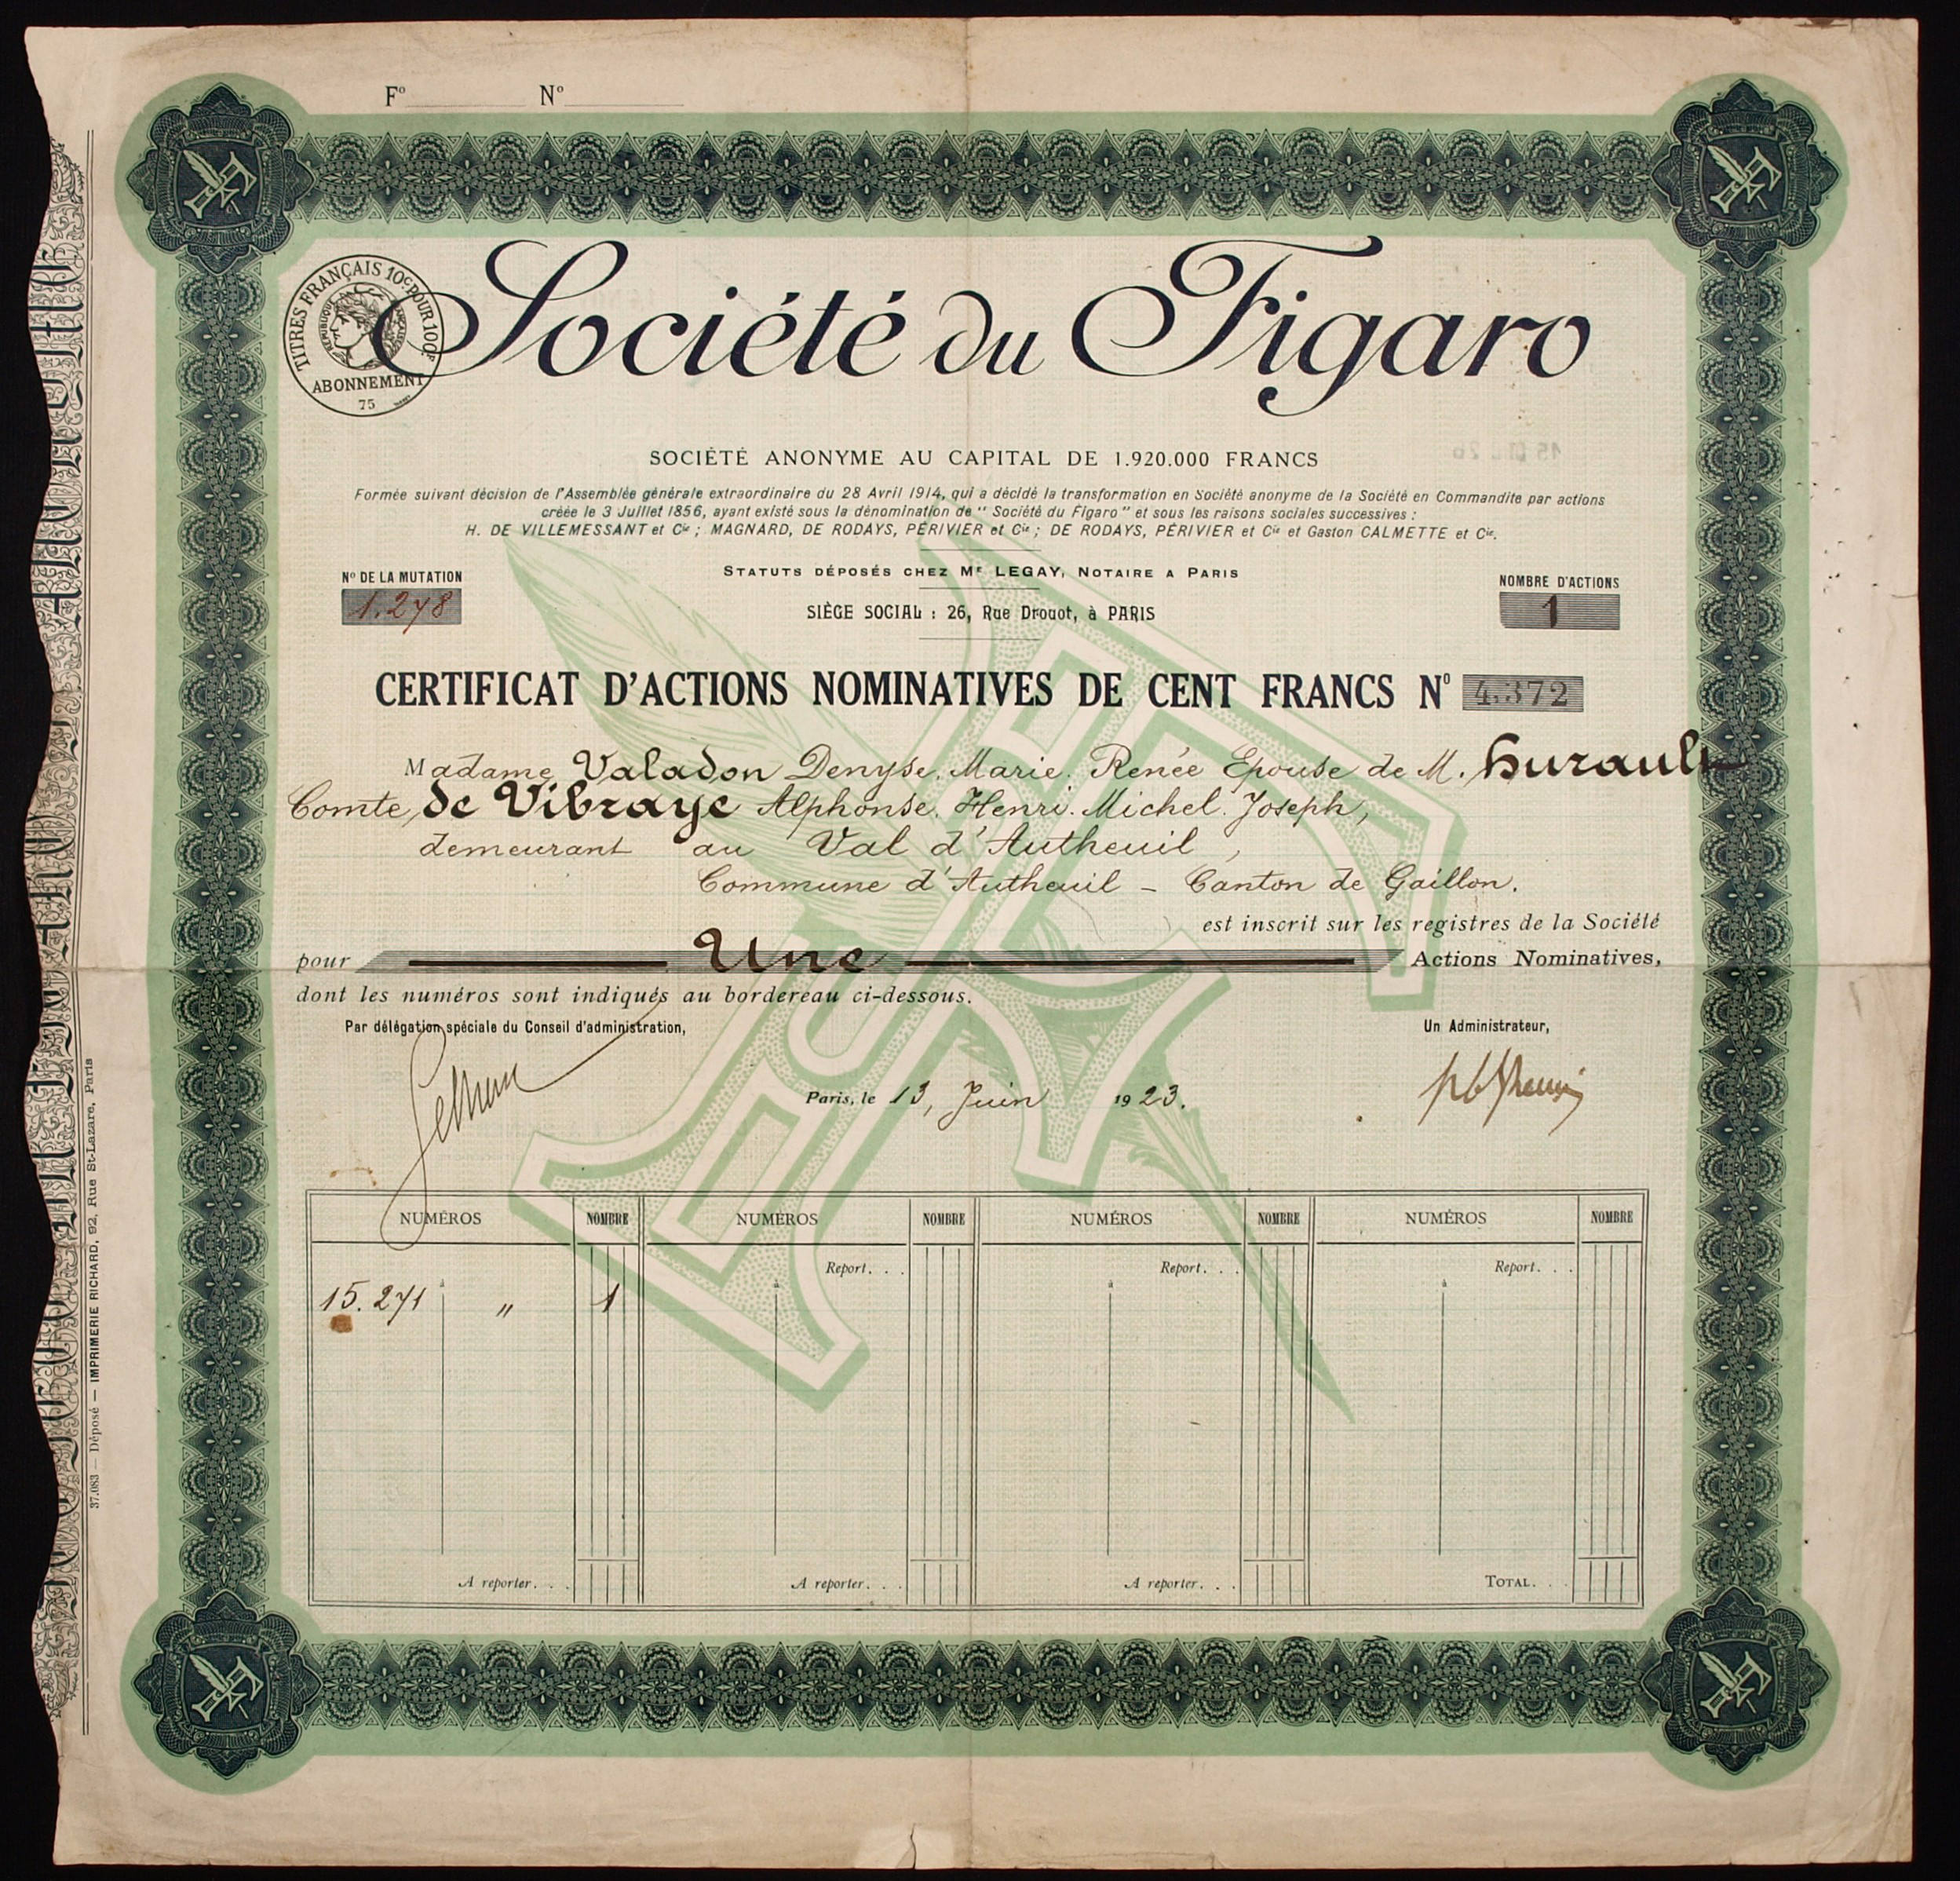 Fº N°
TITRES FRANÇAIS 10c POUR 100F
RÉPUBLIQUE FRANÇAISE
ABONNEMENT
75
Société du Figaro
SOCIÉTÉ ANONYME AU CAPITAL DE 1.920.000 FRANCS
Formée suivant décision de l'Assemblée générale extraordinaire du 28 Avril 1914, qui a décidé la transformation en Société anonyme de la Société en Commandite par actions
créée le 3 Juillet 1856, ayant existé sous la dénomination de "Société du Figaro" et sous les raisons sociales successives :
H. DE VILLEMESSANT et Cie ; MAGNARD, DE RODAYS, PÉRIVIER et Cie ; DE RODAYS, PÉRIVIER et Cie et Gaston CALMETTE et Cie.
STATUTS DÉPOSÉS CHEZ Me LEGAY, NOTAIRE A PARIS
N° DE LA MUTATION
1.278
SIÈGE SOCIAL : 26, Rue Drouot, à PARIS
NOMBRE D'ACTIONS
1
CERTIFICAT D'ACTIONS NOMINATIVES DE CENT FRANCS N° 4.372
Madame Valadon Denyse. Marie. Renée Epouse de M. Hurault
Comte, de Vibraye Alphonse. Henri. Michel. Joseph,
demeurant au Val d'Autheuil,
Commune d'Autheuil - Canton de Gaillon.
est inscrit sur les registres de la Société
pour Une Actions Nominatives,
dont les numéros sont indiqués au bordereau ci-dessous.
Par délégation spéciale du Conseil d'administration,
Un Administrateur,
Paris, le 13, Juin 1923.
NUMÉROS NOMBRE NUMÉROS NOMBRE NUMÉROS NOMBRE NUMÉROS NOMBRE
Report. . . Report. . . Report. . .
à à à à
15.271 " 1
A reporter. . . A reporter. . . A reporter. . . TOTAL. . .
37.083 — Déposé — IMPRIMERIE RICHARD, 92, Rue St-Lazare, Paris